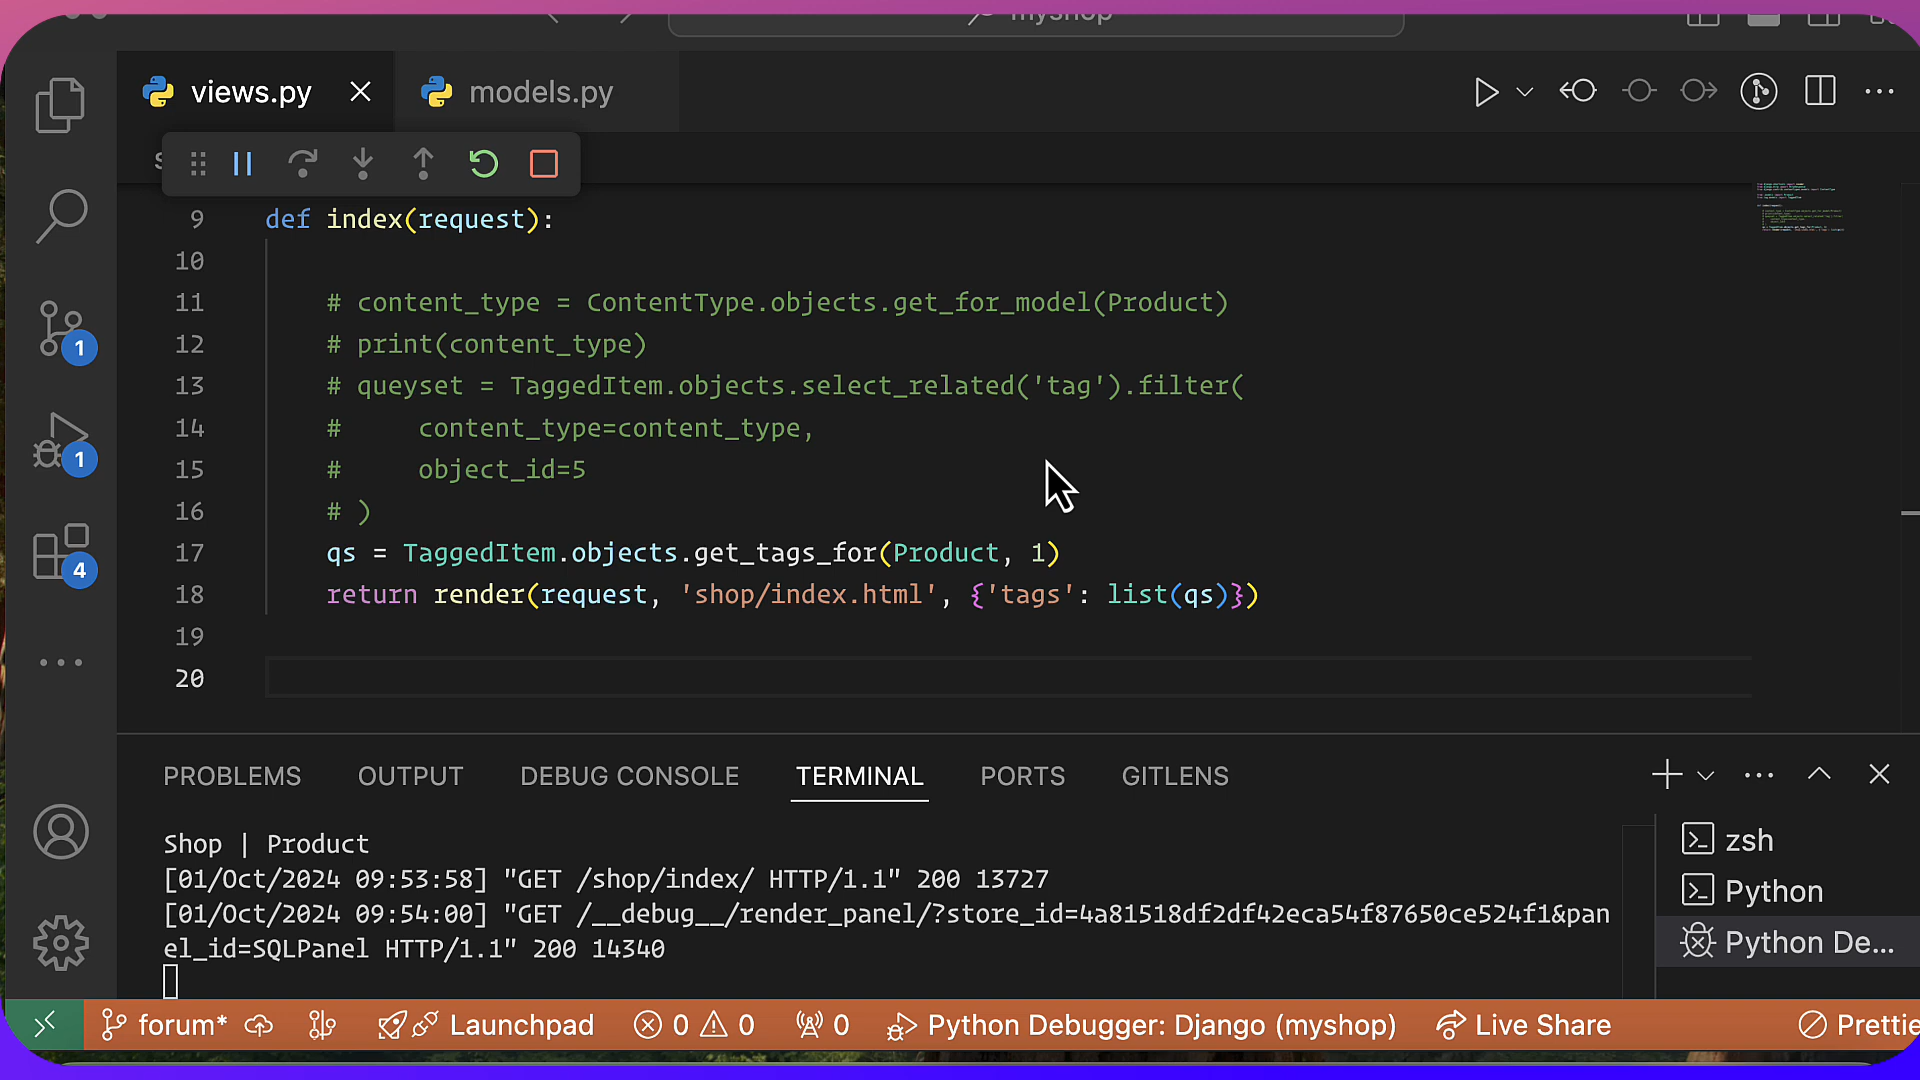 myshop
views.py
models.py
9 def index(request):
10
11 # content_type = ContentType.objects.get_for_model(Product)
12 # print(content_type)
13 # queyset = TaggedItem.objects.select_related('tag').filter(
14 #     content_type=content_type,
15 #     object_id=5
16 # )
17 qs = TaggedItem.objects.get_tags_for(Product, 1)
18 return render(request, 'shop/index.html', {'tags': list(qs)})
19
20
1
1
4
PROBLEMS OUTPUT DEBUG CONSOLE TERMINAL PORTS GITLENS
Shop | Product
[01/Oct/2024 09:53:58] "GET /shop/index/ HTTP/1.1" 200 13727
[01/Oct/2024 09:54:00] "GET /__debug__/render_panel/?store_id=4a81518df2df42eca54f87650ce524f1&pan
el_id=SQLPanel HTTP/1.1" 200 14340
zsh
Python
Python De...
forum* Launchpad 0 0 0 Python Debugger: Django (myshop) Live Share Prettie